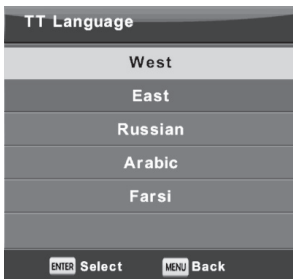 TT Language
West
East
Russian
Arabic
Farsi
ENTER Select MENU Back